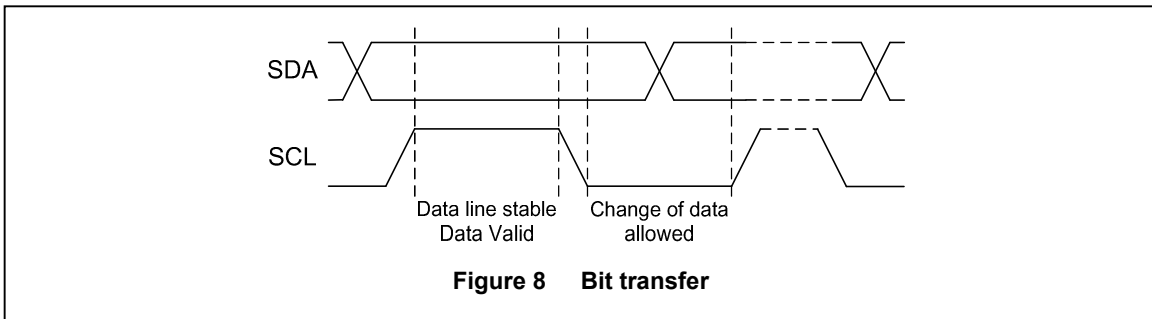 SDA
SCL
Data line stable
Data Valid
Change of data
allowed
Figure 8 Bit transfer